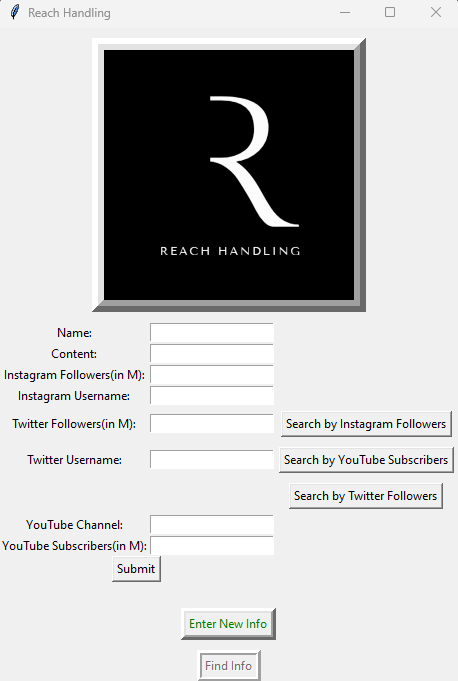 Reach Handling
R
REACH HANDLING
Name:
Content:
Instagram Followers(in M):
Instagram Username:
Twitter Followers(in M):
Search by Instagram Followers
Twitter Username:
Search by YouTube Subscribers
Search by Twitter Followers
YouTube Channel:
YouTube Subscribers(in M):
Submit
Enter New Info
Find Info